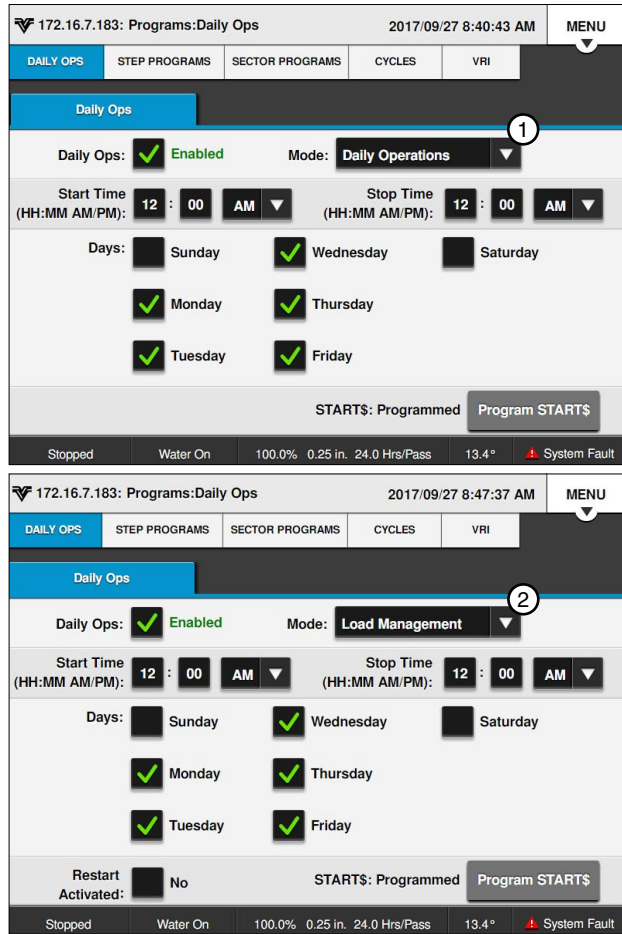 172.16.7.183: Programs:Daily Ops 2017/09/27 8:40:43 AM MENU
DAILY OPS STEP PROGRAMS SECTOR PROGRAMS CYCLES VRI
Daily Ops
1
Daily Ops: Enabled Mode: Daily Operations
Start Time Stop Time
(HH:MM AM/PM): 12 : 00 AM (HH:MM AM/PM): 12 : 00 AM
Days: Sunday Wednesday Saturday
Monday Thursday
Tuesday Friday
START$: Programmed Program START$
Stopped Water On 100.0% 0.25 in. 24.0 Hrs/Pass 13.4° System Fault
172.16.7.183: Programs:Daily Ops 2017/09/27 8:47:37 AM MENU
DAILY OPS STEP PROGRAMS SECTOR PROGRAMS CYCLES VRI
Daily Ops
2
Daily Ops: Enabled Mode: Load Management
Start Time Stop Time
(HH:MM AM/PM): 12 : 00 AM (HH:MM AM/PM): 12 : 00 AM
Days: Sunday Wednesday Saturday
Monday Thursday
Tuesday Friday
Restart
Activated: No START$: Programmed Program START$
Stopped Water On 100.0% 0.25 in. 24.0 Hrs/Pass 13.4° System Fault